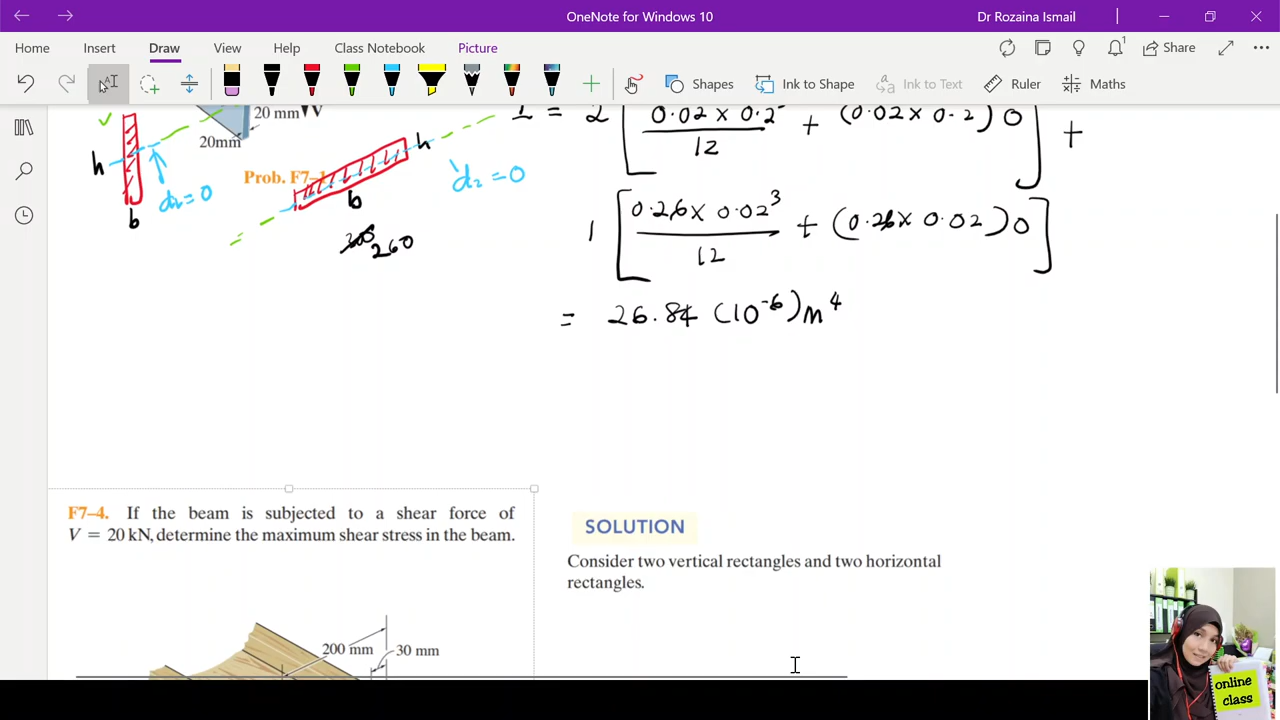 OneNote for Windows 10
Dr Rozaina Ismail
Home Insert Draw View Help Class Notebook Picture
Share
Shapes Ink to Shape Ink to Text Ruler Maths
20 mm V
20mm
h
b
d2=0
Prob. F7–
h
b
d2=0
300
260
I = 2 [0.02 x 0.2³/12 + (0.02 x 0.2) 0] +
1 [0.26 x 0.02³/12 + (0.26 x 0.02) 0]
= 26.84 (10⁻⁶) m⁴
F7–4. If the beam is subjected to a shear force of
V = 20 kN, determine the maximum shear stress in the beam.
SOLUTION
Consider two vertical rectangles and two horizontal
rectangles.
200 mm
30 mm
online
class